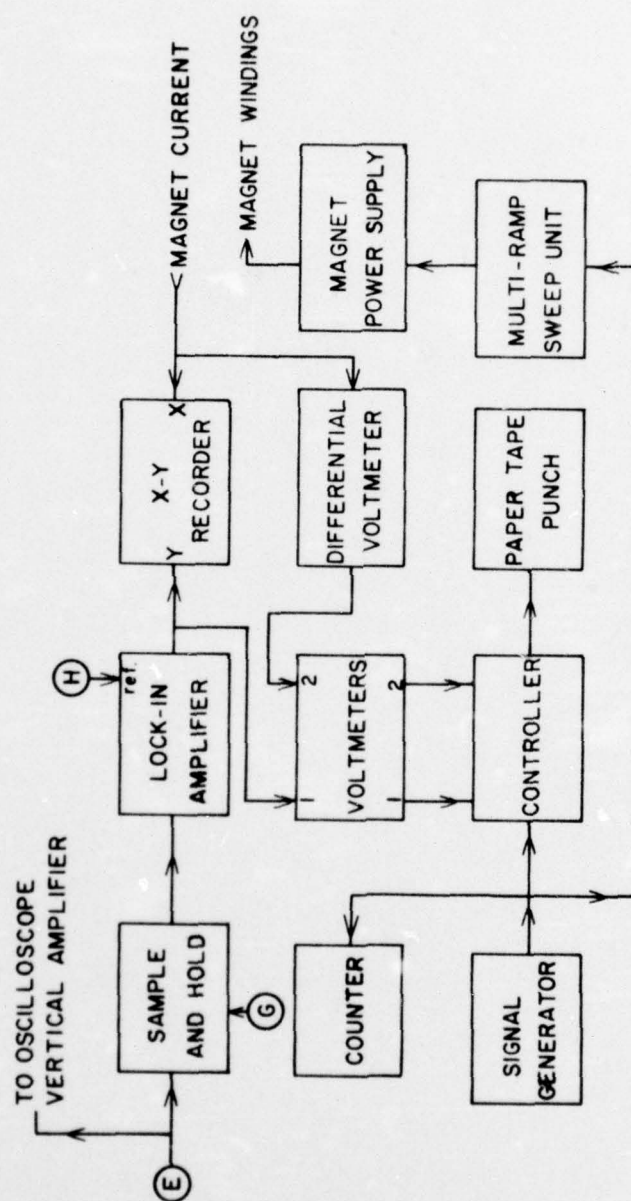 TO OSCILLOSCOPE
VERTICAL AMPLIFIER
E
SAMPLE
AND HOLD
G
H
ref.
LOCK-IN
AMPLIFIER
Y
X-Y
X
RECORDER
MAGNET CURRENT
MAGNET WINDINGS
COUNTER
1
2
VOLTMETERS
1
2
DIFFERENTIAL
VOLTMETER
MAGNET
POWER SUPPLY
SIGNAL
GENERATOR
CONTROLLER
PAPER TAPE
PUNCH
MULTI-RAMP
SWEEP UNIT